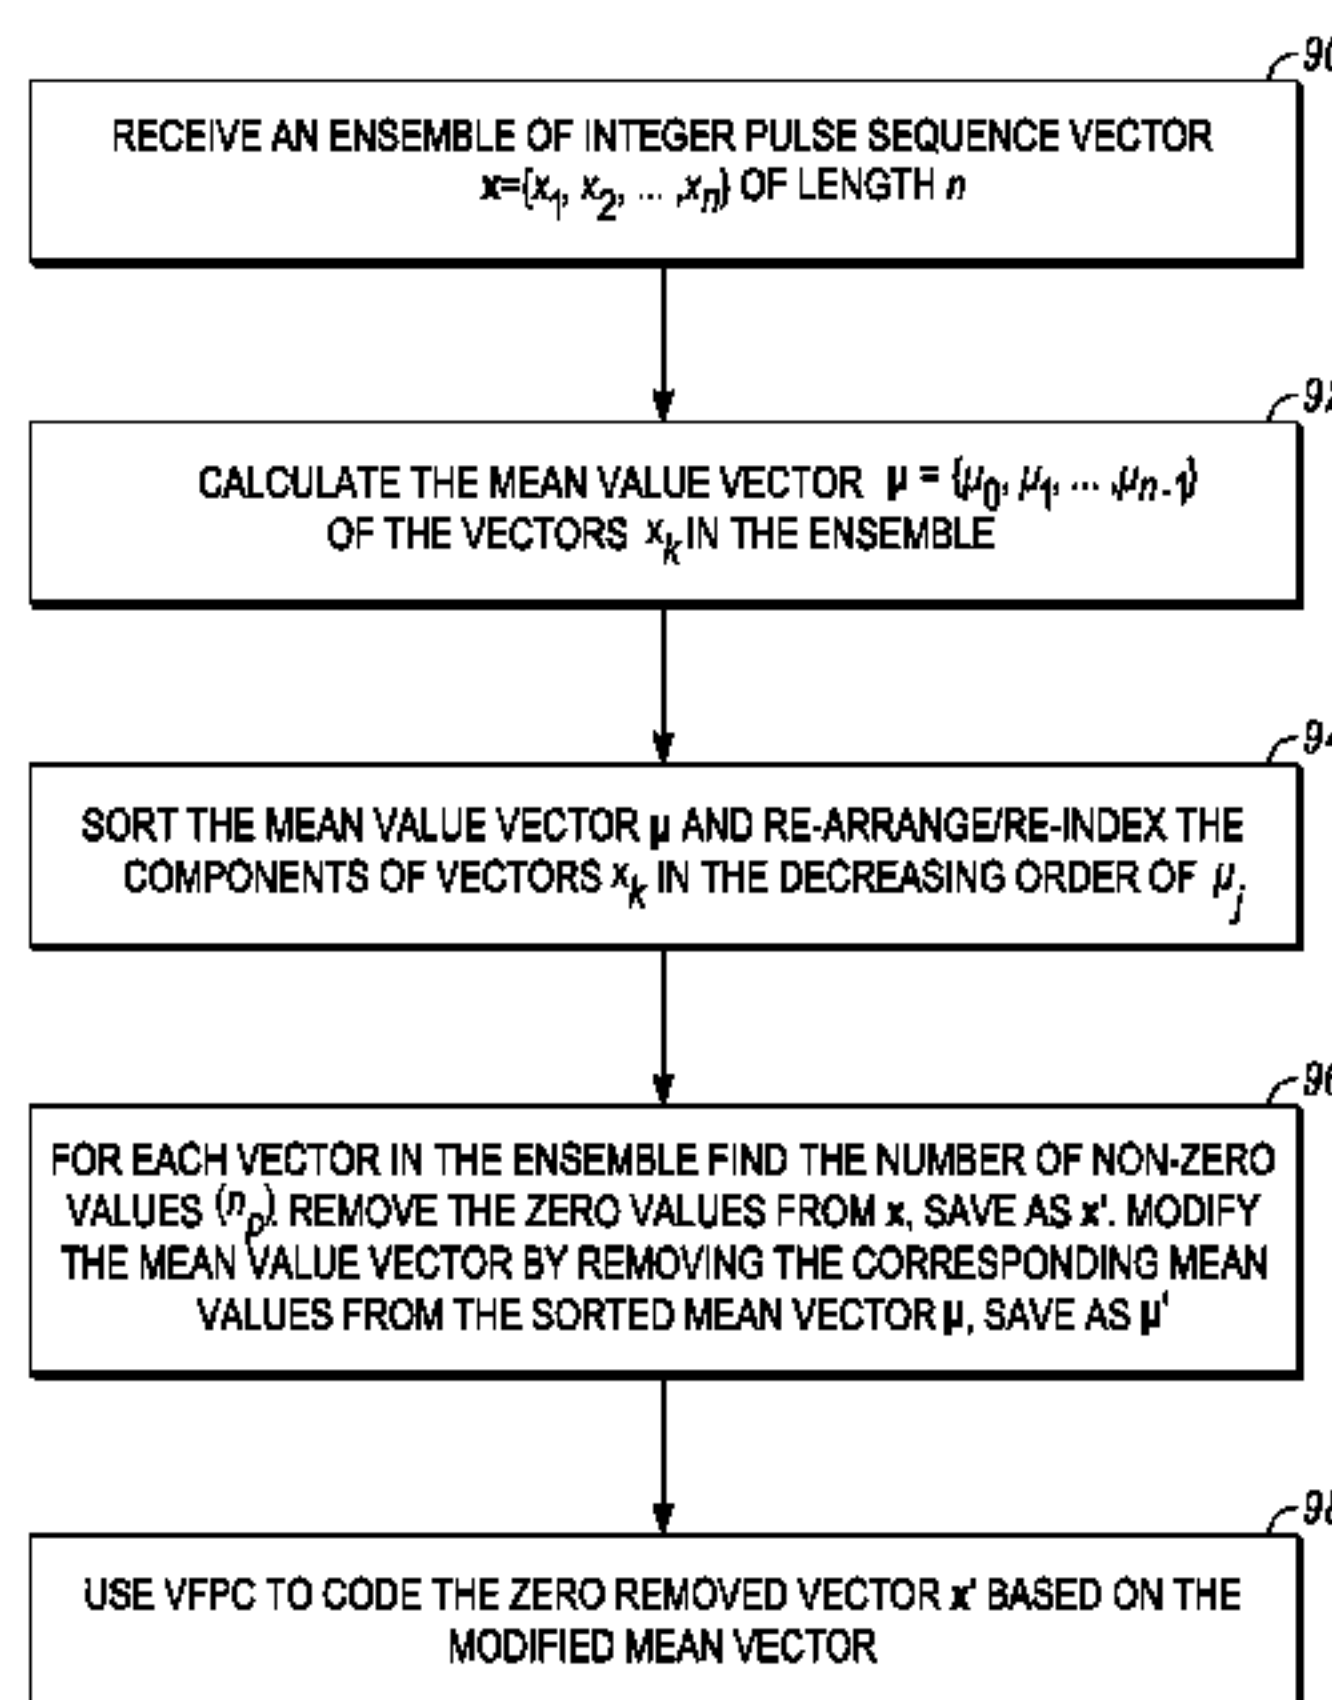 90
RECEIVE AN ENSEMBLE OF INTEGER PULSE SEQUENCE VECTOR
x={x1, x2, ... ,xn} OF LENGTH n
92
CALCULATE THE MEAN VALUE VECTOR μ = {μ0, μ1, ... ,μn-1}
OF THE VECTORS xk IN THE ENSEMBLE
94
SORT THE MEAN VALUE VECTOR μ AND RE-ARRANGE/RE-INDEX THE
COMPONENTS OF VECTORS xk IN THE DECREASING ORDER OF μj
96
FOR EACH VECTOR IN THE ENSEMBLE FIND THE NUMBER OF NON-ZERO
VALUES (np). REMOVE THE ZERO VALUES FROM x, SAVE AS x'. MODIFY
THE MEAN VALUE VECTOR BY REMOVING THE CORRESPONDING MEAN
VALUES FROM THE SORTED MEAN VECTOR μ, SAVE AS μ'
98
USE VFPC TO CODE THE ZERO REMOVED VECTOR x' BASED ON THE
MODIFIED MEAN VECTOR